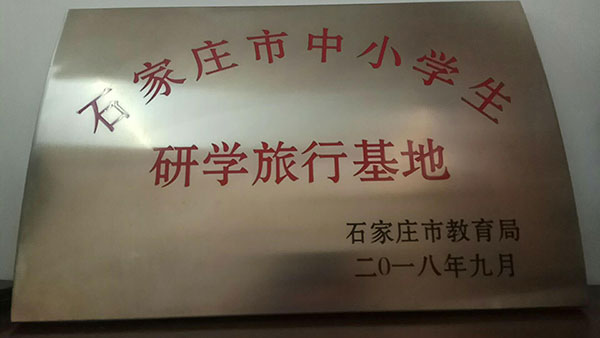 石家庄市中小学生
研学旅行基地
石家庄市教育局
二0一八年九月